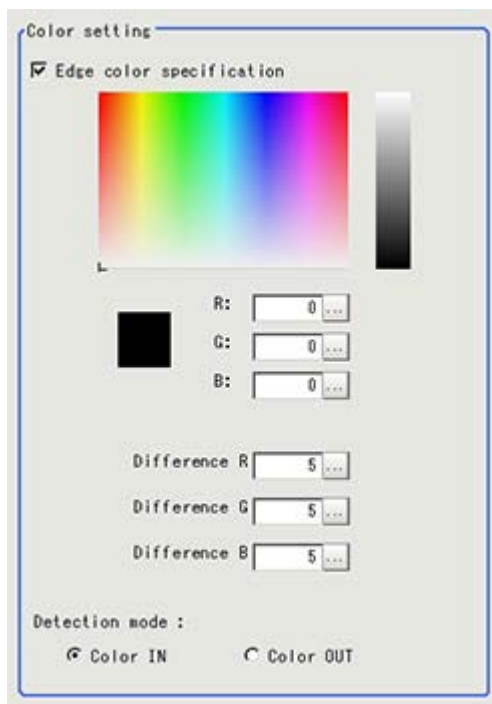 Color setting
Edge color specification
R: 0 ...
G: 0 ...
B: 0 ...
Difference R 5 ...
Difference G 5 ...
Difference B 5 ...
Detection mode :
Color IN Color OUT